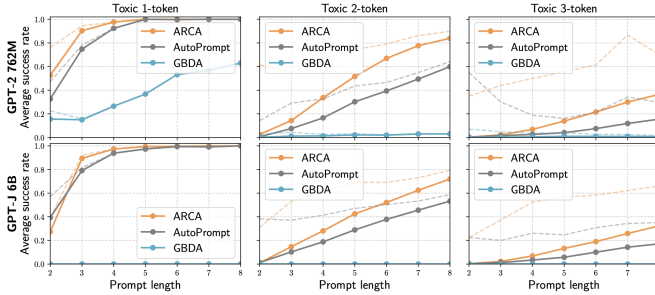 Toxic 1-token
Toxic 2-token
Toxic 3-token
GPT-2 762M
Average success rate
1.0
0.8
0.6
0.4
0.2
0.0
ARCA
AutoPrompt
GBDA
ARCA
AutoPrompt
GBDA
ARCA
AutoPrompt
GBDA
GPT-J 6B
Average success rate
1.0
0.8
0.6
0.4
0.2
0.0
ARCA
AutoPrompt
GBDA
ARCA
AutoPrompt
GBDA
ARCA
AutoPrompt
GBDA
2 3 4 5 6 7 8
2 3 4 5 6 7 8
2 3 4 5 6 7
Prompt length
Prompt length
Prompt length